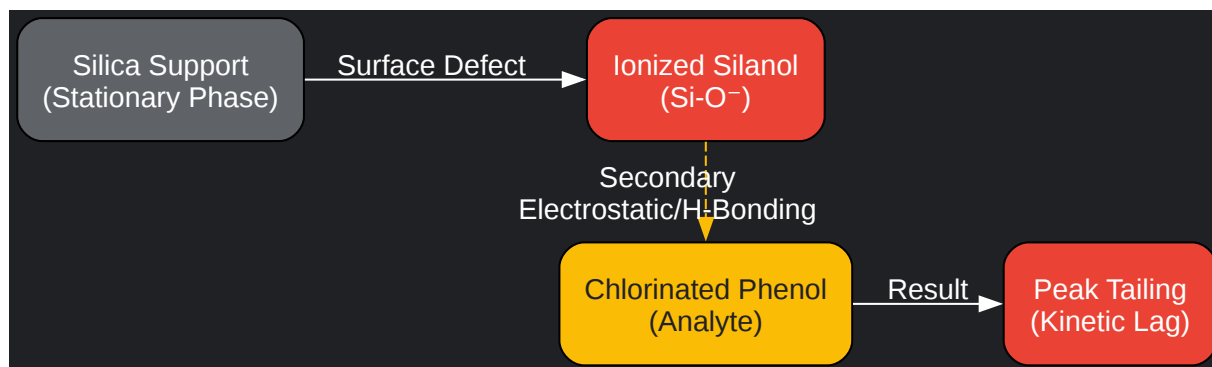 Silica Support
(Stationary Phase)
Surface Defect
Ionized Silanol
(Si-O⁻)
Secondary
Electrostatic/H-Bonding
Chlorinated Phenol
(Analyte)
Result
Peak Tailing
(Kinetic Lag)